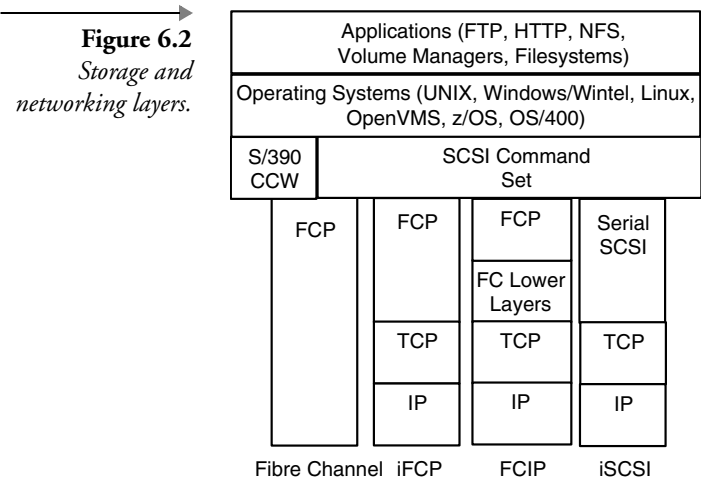 Figure 6.2
Storage and
networking layers.
Applications (FTP, HTTP, NFS,
Volume Managers, Filesystems)
Operating Systems (UNIX, Windows/Wintel, Linux,
OpenVMS, z/OS, OS/400)
S/390
CCW
SCSI Command
Set
FCP
FCP
FCP
Serial
SCSI
FC Lower
Layers
TCP
TCP
TCP
IP
IP
IP
Fibre Channel
iFCP
FCIP
iSCSI